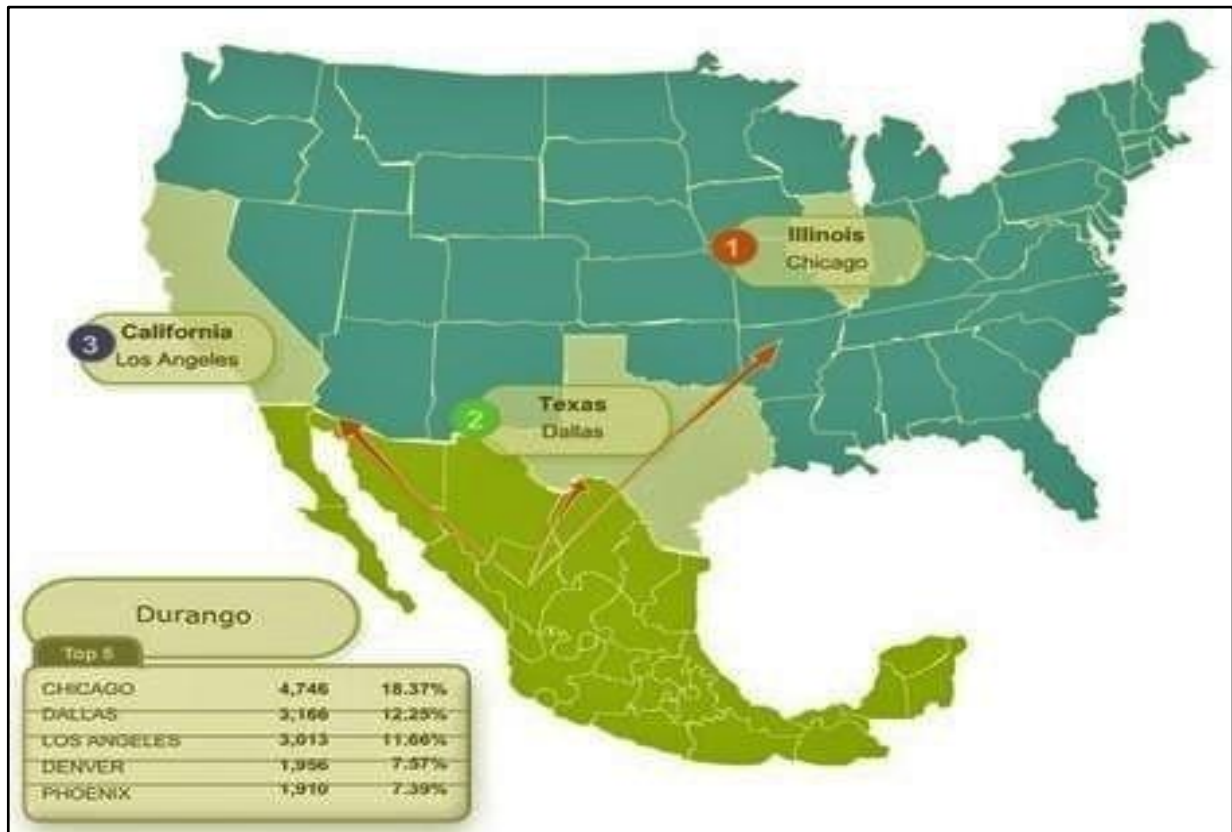 1
Illinois
Chicago
3
California
Los Angeles
2
Texas
Dallas
Durango
Top 5
CHICAGO 4,746 18.37%
DALLAS 3,166 12.25%
LOS ANGELES 3,013 11.66%
DENVER 1,956 7.57%
PHOENIX 1,910 7.39%